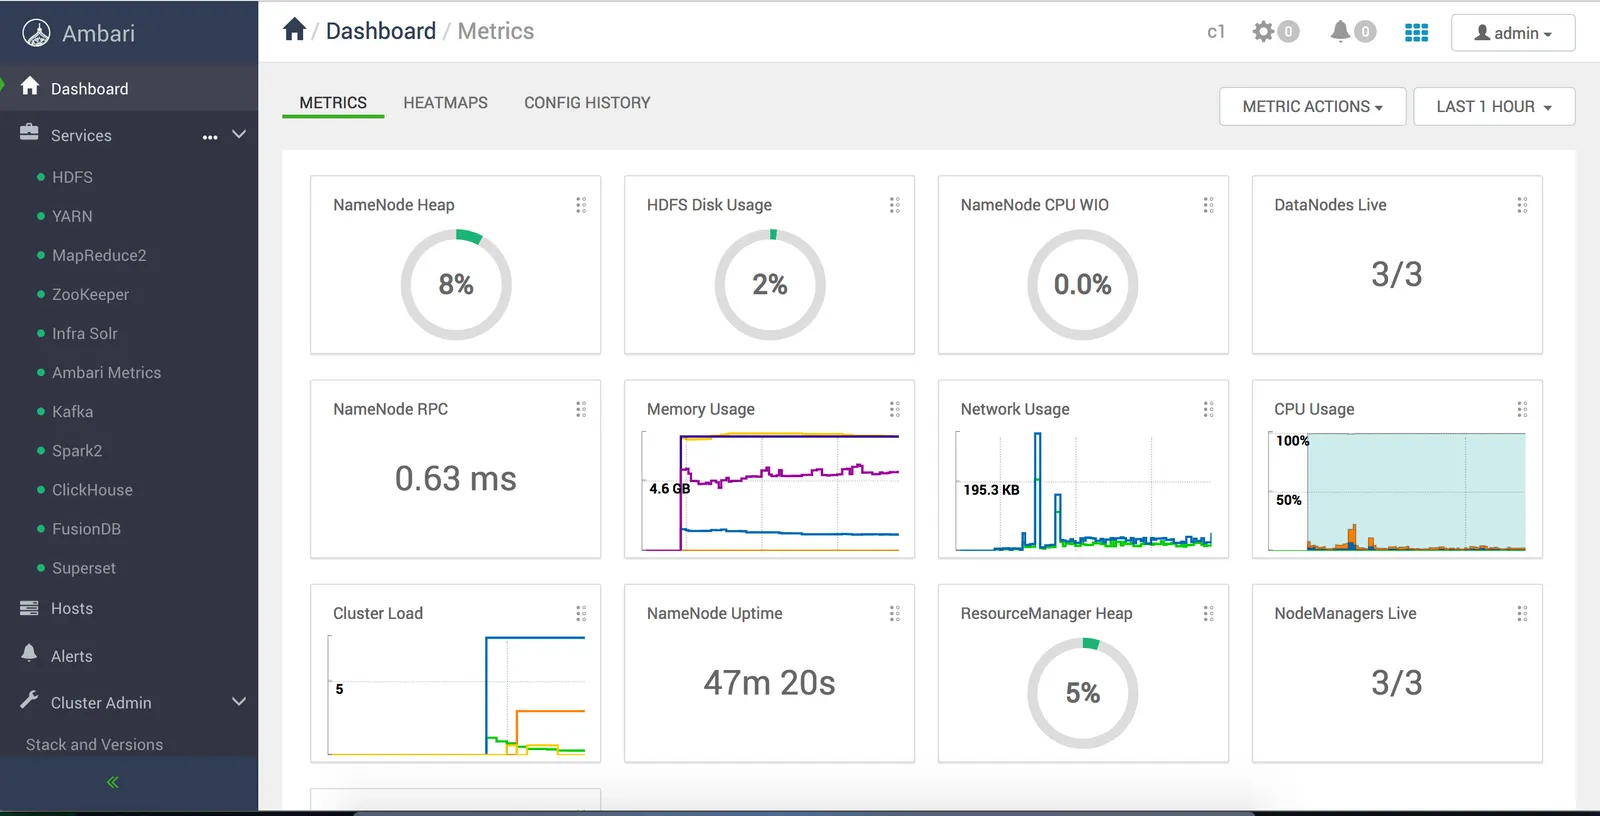 Ambari
/ Dashboard / Metrics
c1
0
0
admin
Dashboard
Services
...
HDFS
YARN
MapReduce2
ZooKeeper
Infra Solr
Ambari Metrics
Kafka
Spark2
ClickHouse
FusionDB
Superset
Hosts
Alerts
Cluster Admin
Stack and Versions
METRICS
HEATMAPS
CONFIG HISTORY
METRIC ACTIONS
LAST 1 HOUR
NameNode Heap
8%
HDFS Disk Usage
2%
NameNode CPU WIO
0.0%
DataNodes Live
3/3
NameNode RPC
0.63 ms
Memory Usage
4.6 GB
Network Usage
195.3 KB
CPU Usage
100%
50%
Cluster Load
5
NameNode Uptime
47m 20s
ResourceManager Heap
5%
NodeManagers Live
3/3